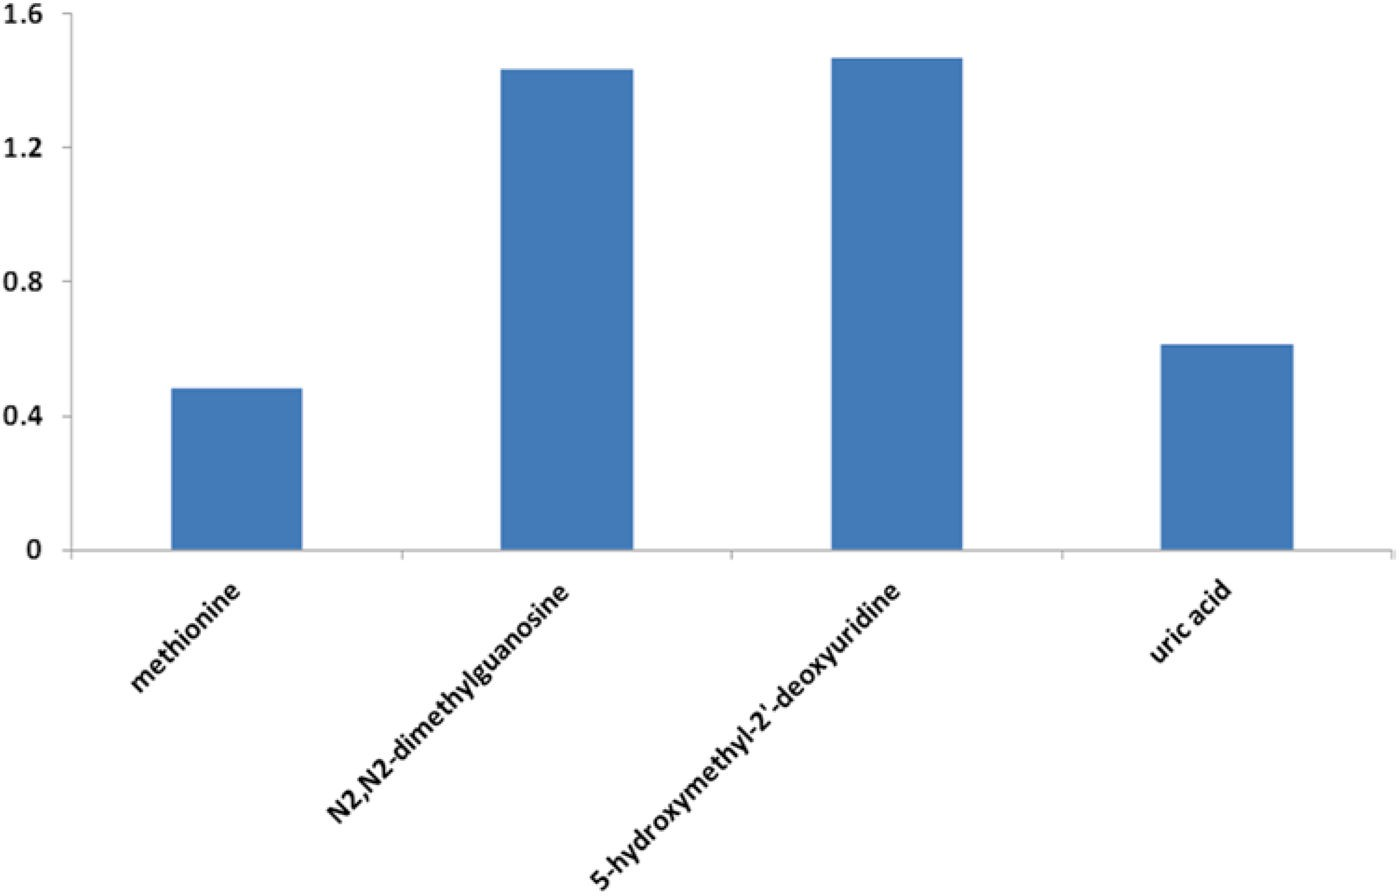 1.6
1.2
0.8
0.4
0
methionine
N2,N2-dimethylguanosine
5-hydroxymethyl-2'-deoxyuridine
uric acid